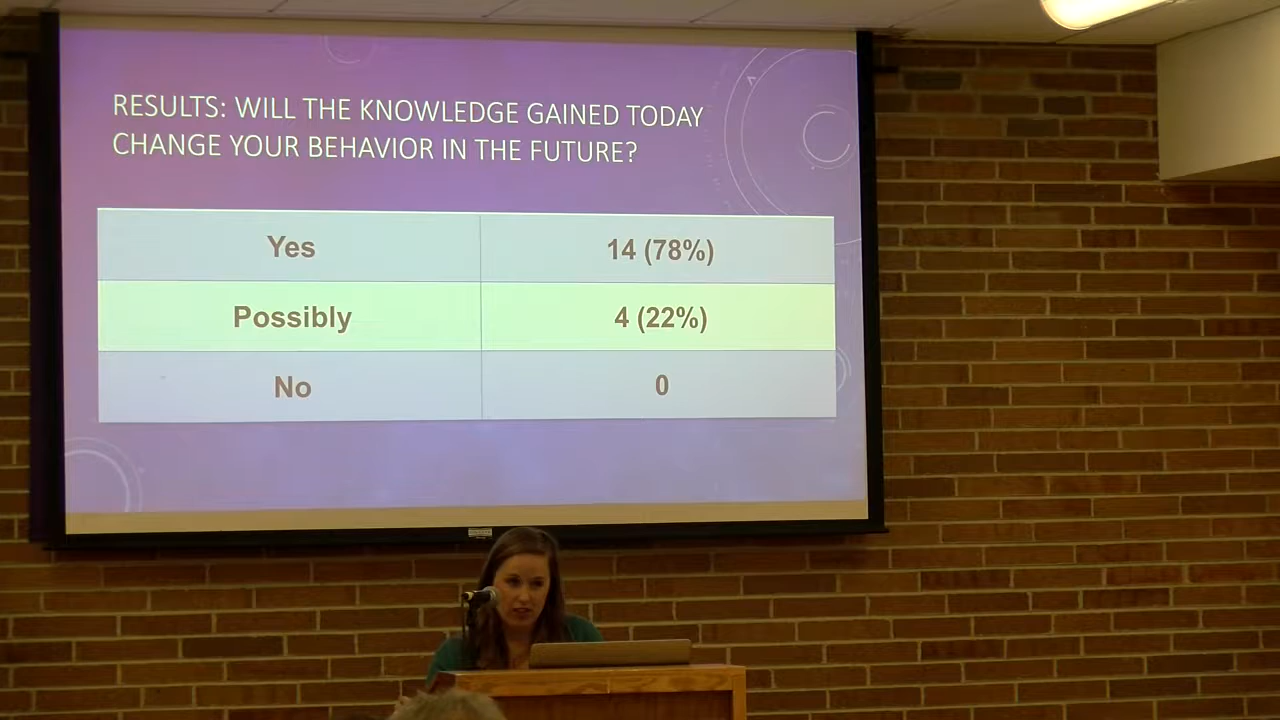 RESULTS: WILL THE KNOWLEDGE GAINED TODAY
CHANGE YOUR BEHAVIOR IN THE FUTURE?
Yes 14 (78%)
Possibly 4 (22%)
No 0